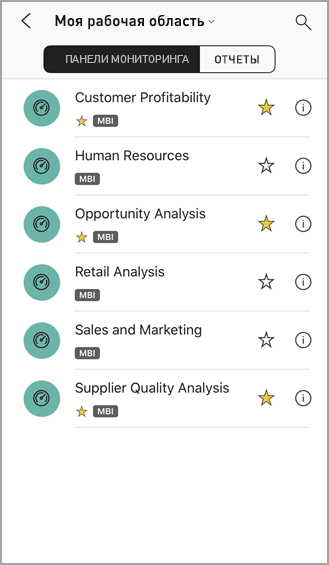 Моя рабочая область
ПАНЕЛИ МОНИТОРИНГА ОТЧЕТЫ
Customer Profitability
MBI
Human Resources
MBI
Opportunity Analysis
MBI
Retail Analysis
MBI
Sales and Marketing
MBI
Supplier Quality Analysis
MBI